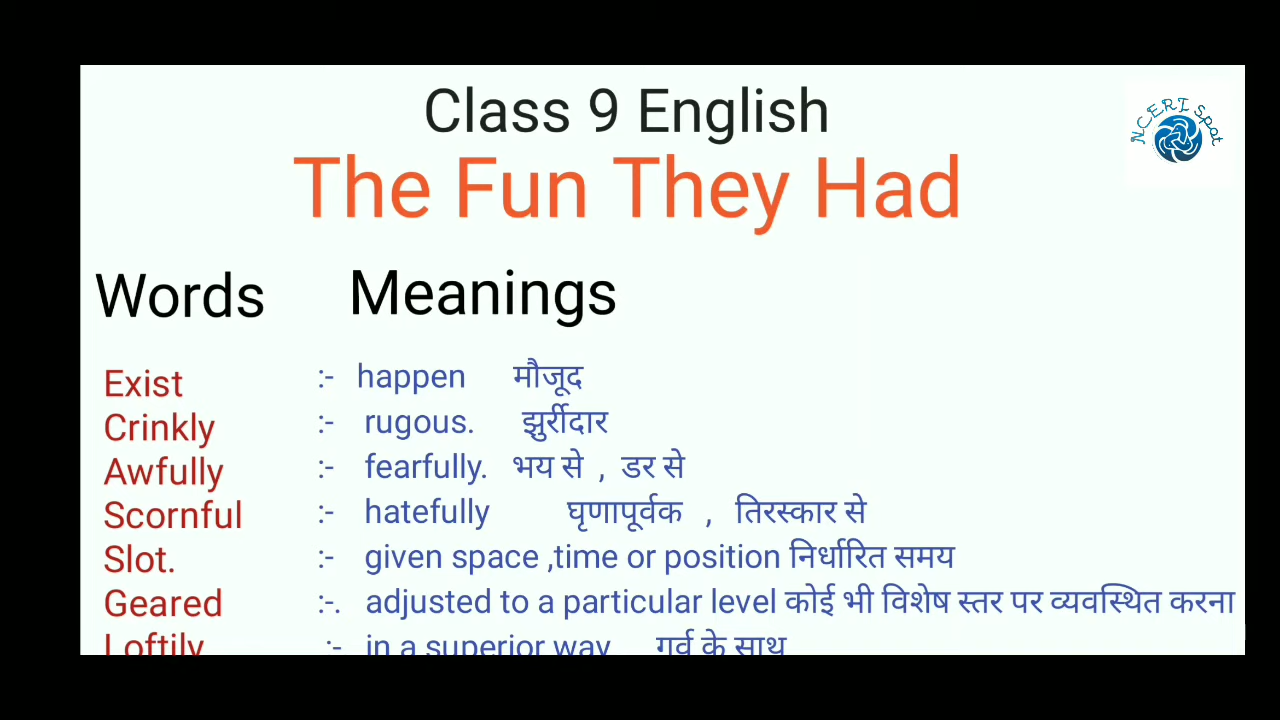 Class 9 English
NCERT Spot
The Fun They Had
Words Meanings
Exist :- happen मौजूद
Crinkly :- rugous. झुर्रीदार
Awfully :- fearfully. भय से , डर से
Scornful :- hatefully घृणापूर्वक , तिरस्कार से
Slot. :- given space ,time or position निर्धारित समय
Geared :-. adjusted to a particular level कोई भी विशेष स्तर पर व्यवस्थित करना
Loftily :- in a superior way गर्व के साथ